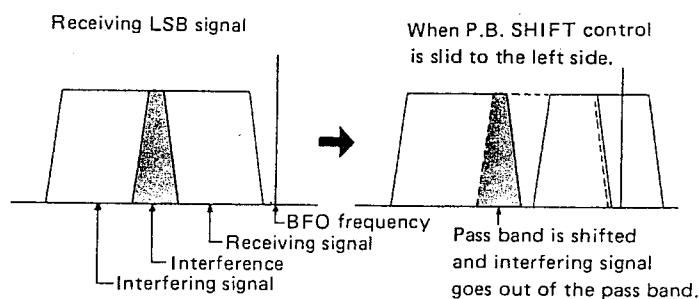 Receiving LSB signal
When P.B. SHIFT control
is slid to the left side.
BFO frequency
Receiving signal
Interference
Interfering signal
Pass band is shifted
and interfering signal
goes out of the pass band.